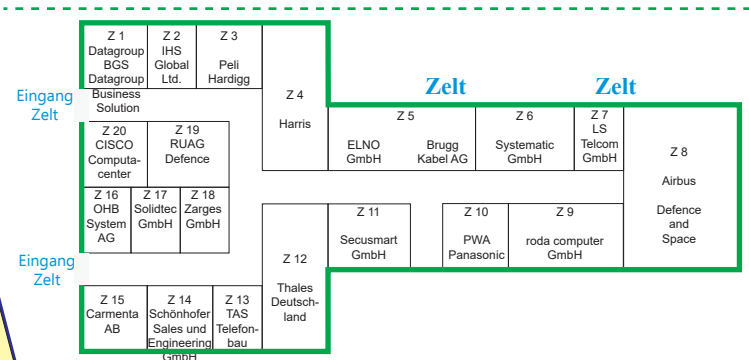 Z 1
Datagroup
BGS
Datagroup
Business
Solution
Z 2
IHS
Global
Ltd.
Z 3
Peli
Hardigg
Z 4
Harris
Zelt
Zelt
Eingang
Zelt
Z 5
ELNO
GmbH
Brugg
Kabel AG
Z 6
Systematic
GmbH
Z 7
LS
Telcom
GmbH
Z 8
Airbus
Defence
and
Space
Z 20
CISCO
Computa-
center
Z 19
RUAG
Defence
Z 16
OHB
System
AG
Z 17
Solidtec
GmbH
Z 18
Zarges
GmbH
Z 11
Secusmart
GmbH
Z 10
PWA
Panasonic
Z 9
roda computer
GmbH
Eingang
Zelt
Z 12
Thales
Deutsch-
land
Z 15
Carmenta
AB
Z 14
Schönhofer
Sales und
Engineering
GmbH
Z 13
TAS
Telefon-
bau